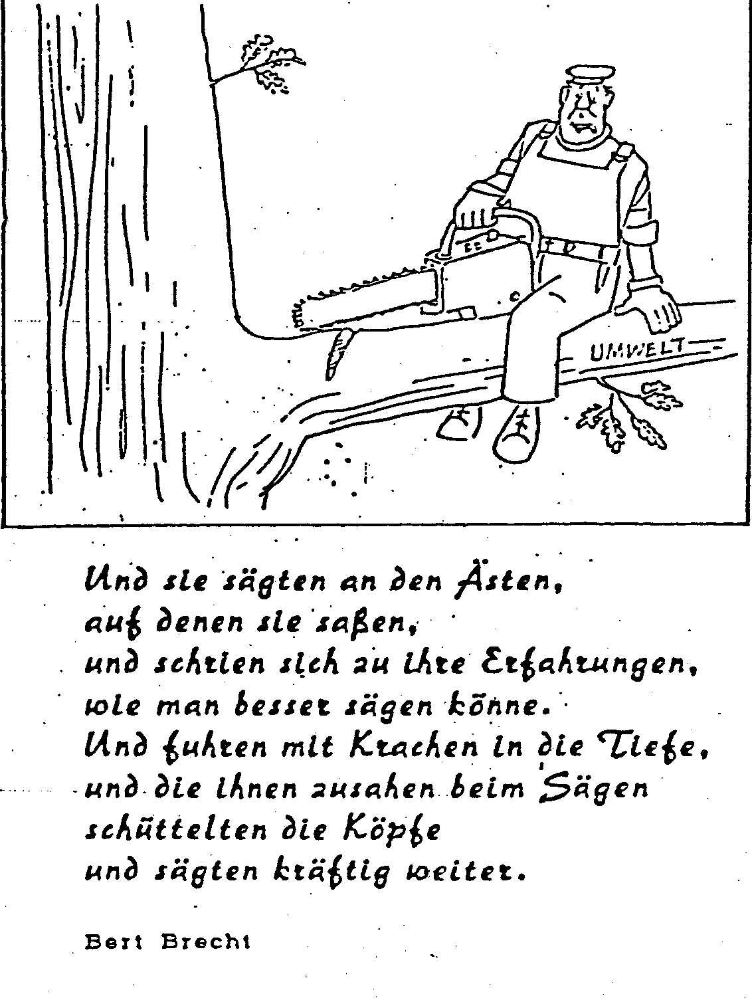 UMWELT
Und sie sägten an den Ästen,
auf denen sie saßen,
und schrien sich zu ihre Erfahrungen,
wie man besser sägen könne.
Und fuhren mit Krachen in die Tiefe,
und die ihnen zusahen beim Sägen
schüttelten die Köpfe
und sägten kräftig weiter.
Bert Brecht